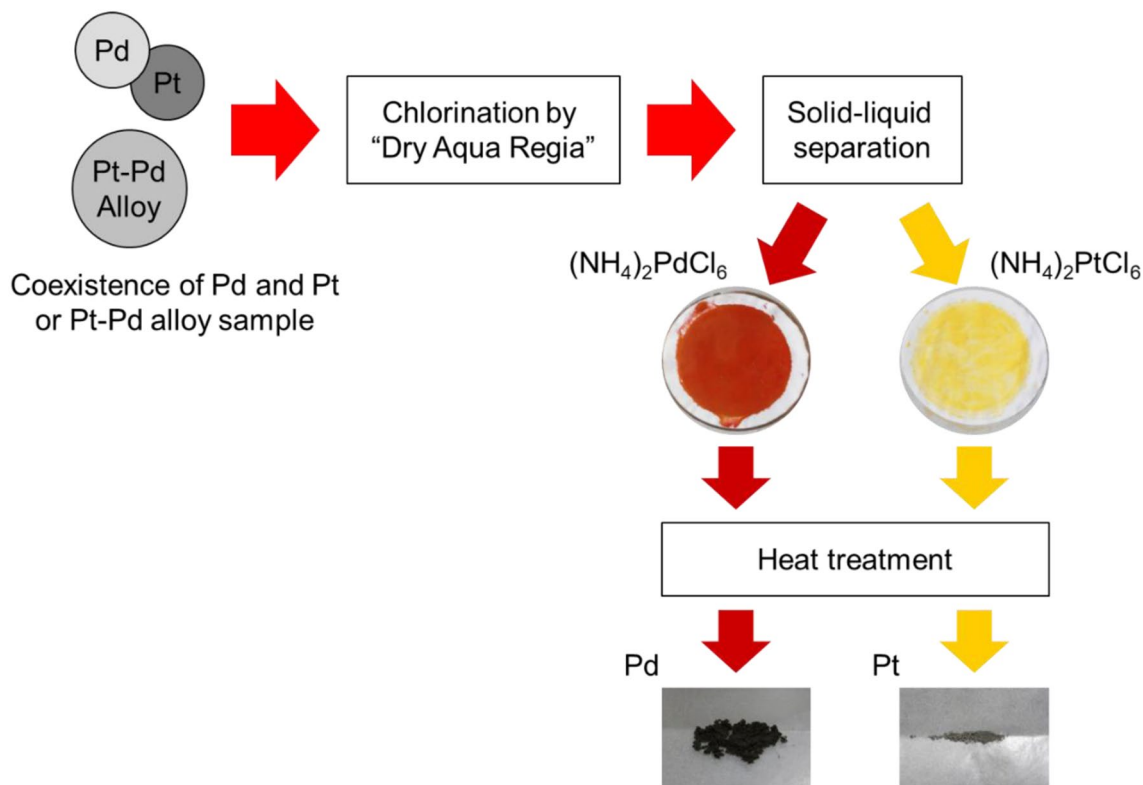 Pd
Pt
Pt-Pd
Alloy
Coexistence of Pd and Pt
or Pt-Pd alloy sample
Chlorination by
“Dry Aqua Regia”
Solid-liquid
separation
(NH₄)₂PdCl₆
(NH₄)₂PtCl₆
Heat treatment
Pd
Pt